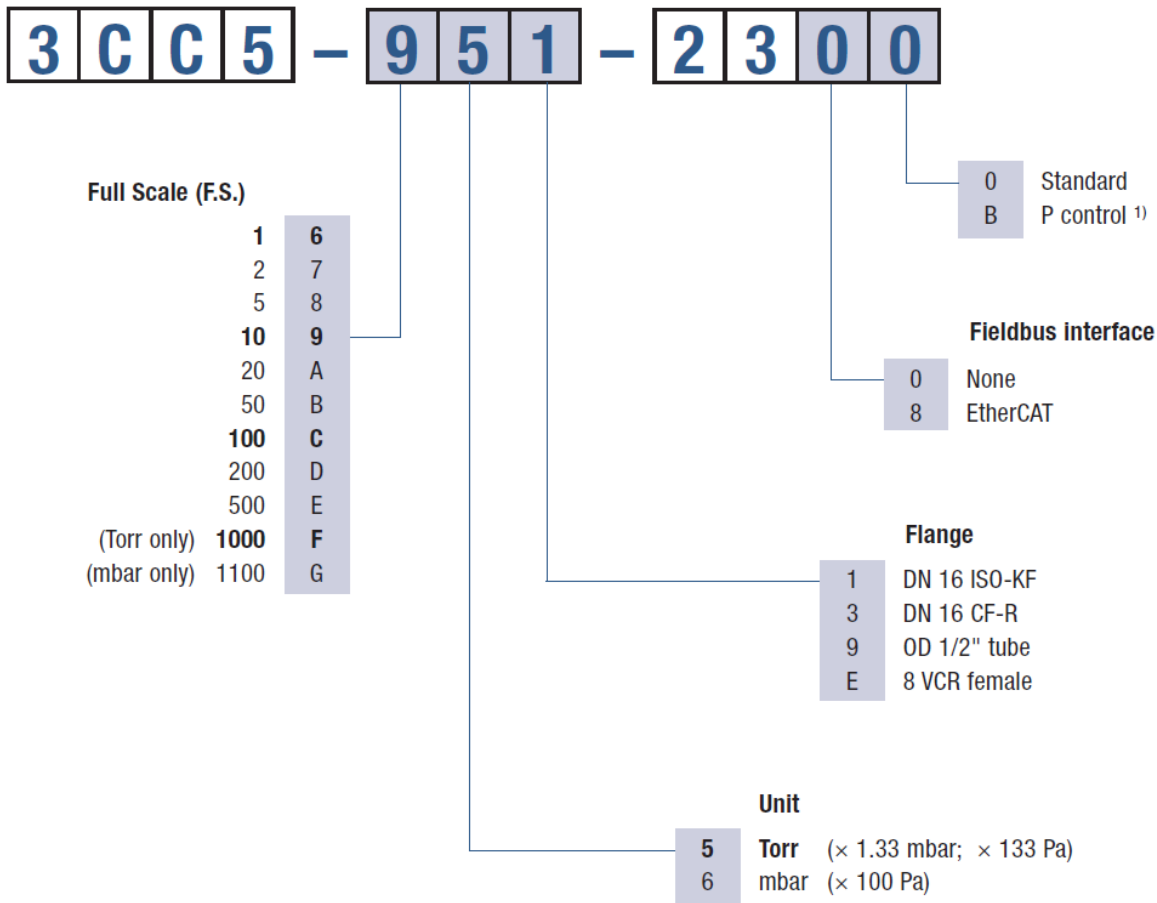 3CC5 – 951 – 2300
0 Standard
B P control 1)
Full Scale (F.S.)
1 6
2 7
5 8
10 9
20 A
50 B
100 C
200 D
500 E
(Torr only) 1000 F
(mbar only) 1100 G
Fieldbus interface
0 None
8 EtherCAT
Flange
1 DN 16 ISO-KF
3 DN 16 CF-R
9 OD 1/2" tube
E 8 VCR female
Unit
5 Torr (× 1.33 mbar; × 133 Pa)
6 mbar (× 100 Pa)